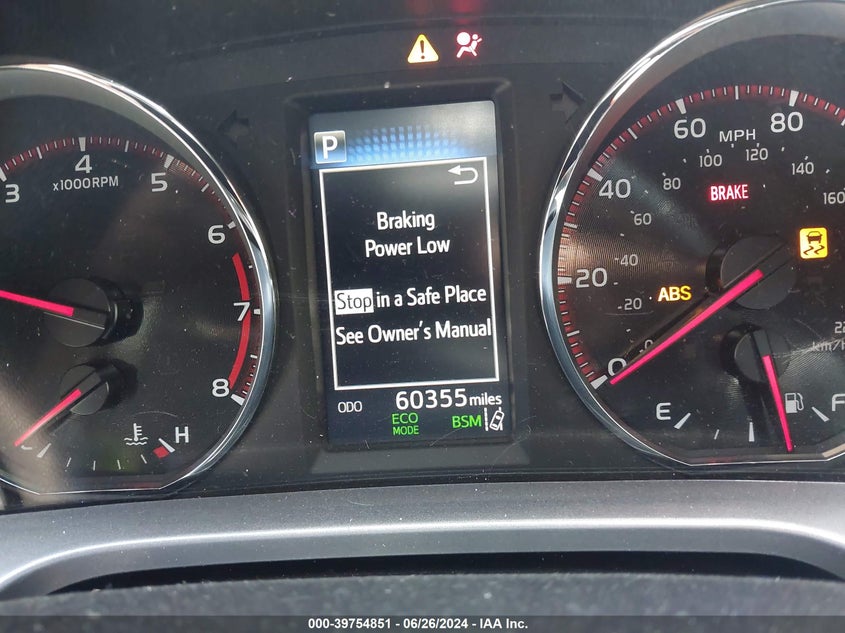 3
4
5
6
7
8
x1000RPM
H
P
Braking
Power Low
Stop in a Safe Place
See Owner's Manual
ODO 60355 miles
ECO
MODE
BSM
0
20
40
60
80
MPH
20
40
60
80
100
120
140
160
km/h
BRAKE
ABS
E
F
000-39754851 - 06/26/2024 - IAA Inc.